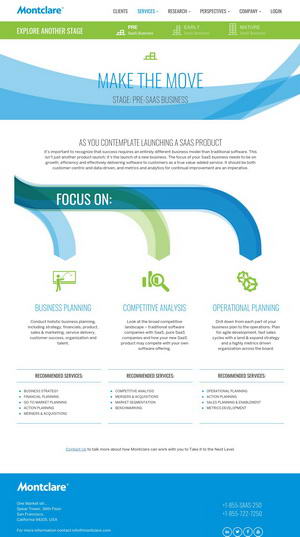 Montclare
CLIENTS SERVICES RESEARCH PERSPECTIVES COMPANY LOGIN
EXPLORE ANOTHER STAGE
PRE
SaaS Business
EARLY
SaaS Business
MATURE
SaaS Business
MAKE THE MOVE
STAGE: PRE-SAAS BUSINESS
AS YOU CONTEMPLATE LAUNCHING A SAAS PRODUCT
It's important to recognize that success requires an entirely different business model than traditional software. This
isn't just another product launch; it's the launch of a new business. The focus of your SaaS business needs to be on
growth; efficiency and effectively delivering software to customers as a true value-added service. It should be both
customer-centric and data-driven, and metrics and analytics for continual improvement are an imperative.
FOCUS ON:
BUSINESS PLANNING
Conduct holistic business planning,
including strategy, financials, product,
sales & marketing, service delivery,
customer success, organization and
talent.
COMPETITIVE ANALYSIS
Look at the broad competitive
landscape – traditional software
companies with SaaS, pure SaaS
companies and how your new SaaS
product may compete with your own
software offering.
OPERATIONAL PLANNING
Drill down from each part of your
business plan to the operations. Plan
for agile development, fast sales
cycles with a land & expand strategy
and a highly metrics driven
organization across the board.
RECOMMENDED SERVICES:
BUSINESS STRATEGY
FINANCIAL PLANNING
GO TO MARKET PLANNING
ACTION PLANNING
MERGERS & ACQUISITIONS
RECOMMENDED SERVICES:
COMPETITIVE ANALYSIS
MERGERS & ACQUISITIONS
MARKET SEGMENTATION
BENCHMARKING
RECOMMENDED SERVICES:
OPERATIONAL PLANNING
ACTION PLANNING
SALES PLANNING & ENABLEMENT
METRICS DEVELOPMENT
Contact Us to talk more about how Montclare can work with you to Take it to the Next Level.
Montclare
One Market str.,
Spear Tower, 36th Floor
San Francisco,
California 94105, USA
For more information contact info@montclare.com
+1-855-SAAS-250
+1-855-722-7250